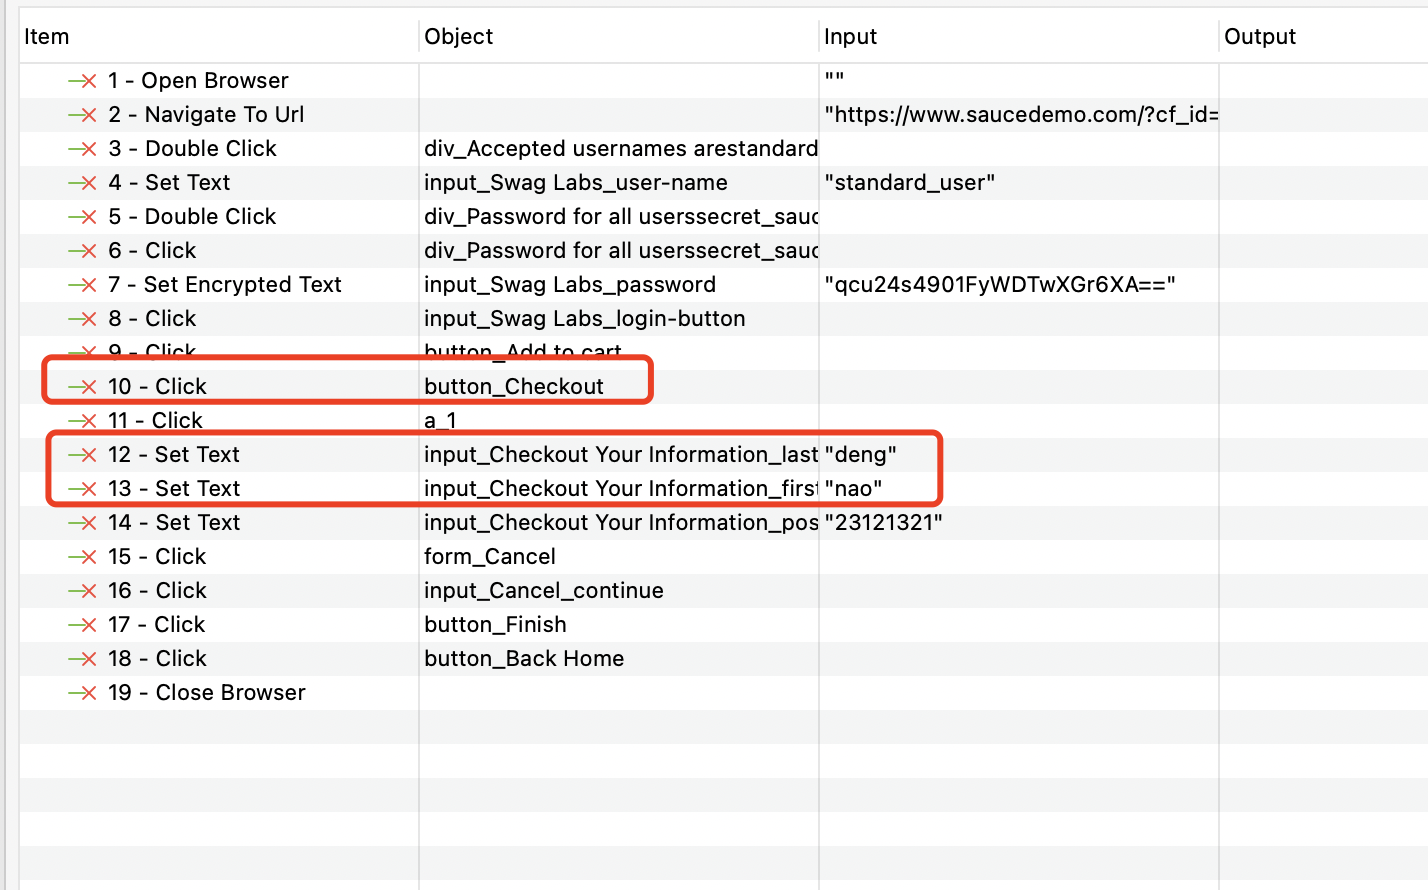 Item Object Input Output
1 - Open Browser ""
2 - Navigate To Url "https://www.saucedemo.com/?cf_id=
3 - Double Click div_Accepted usernames arestandard
4 - Set Text input_Swag Labs_user-name "standard_user"
5 - Double Click div_Password for all userssecret_sauc
6 - Click div_Password for all userssecret_sauc
7 - Set Encrypted Text input_Swag Labs_password "qcu24s4901FyWDTwXGr6XA=="
8 - Click input_Swag Labs_login-button
9 - Click button_Add to cart
10 - Click button_Checkout
11 - Click a_1
12 - Set Text input_Checkout Your Information_last "deng"
13 - Set Text input_Checkout Your Information_first "nao"
14 - Set Text input_Checkout Your Information_pos "23121321"
15 - Click form_Cancel
16 - Click input_Cancel_continue
17 - Click button_Finish
18 - Click button_Back Home
19 - Close Browser